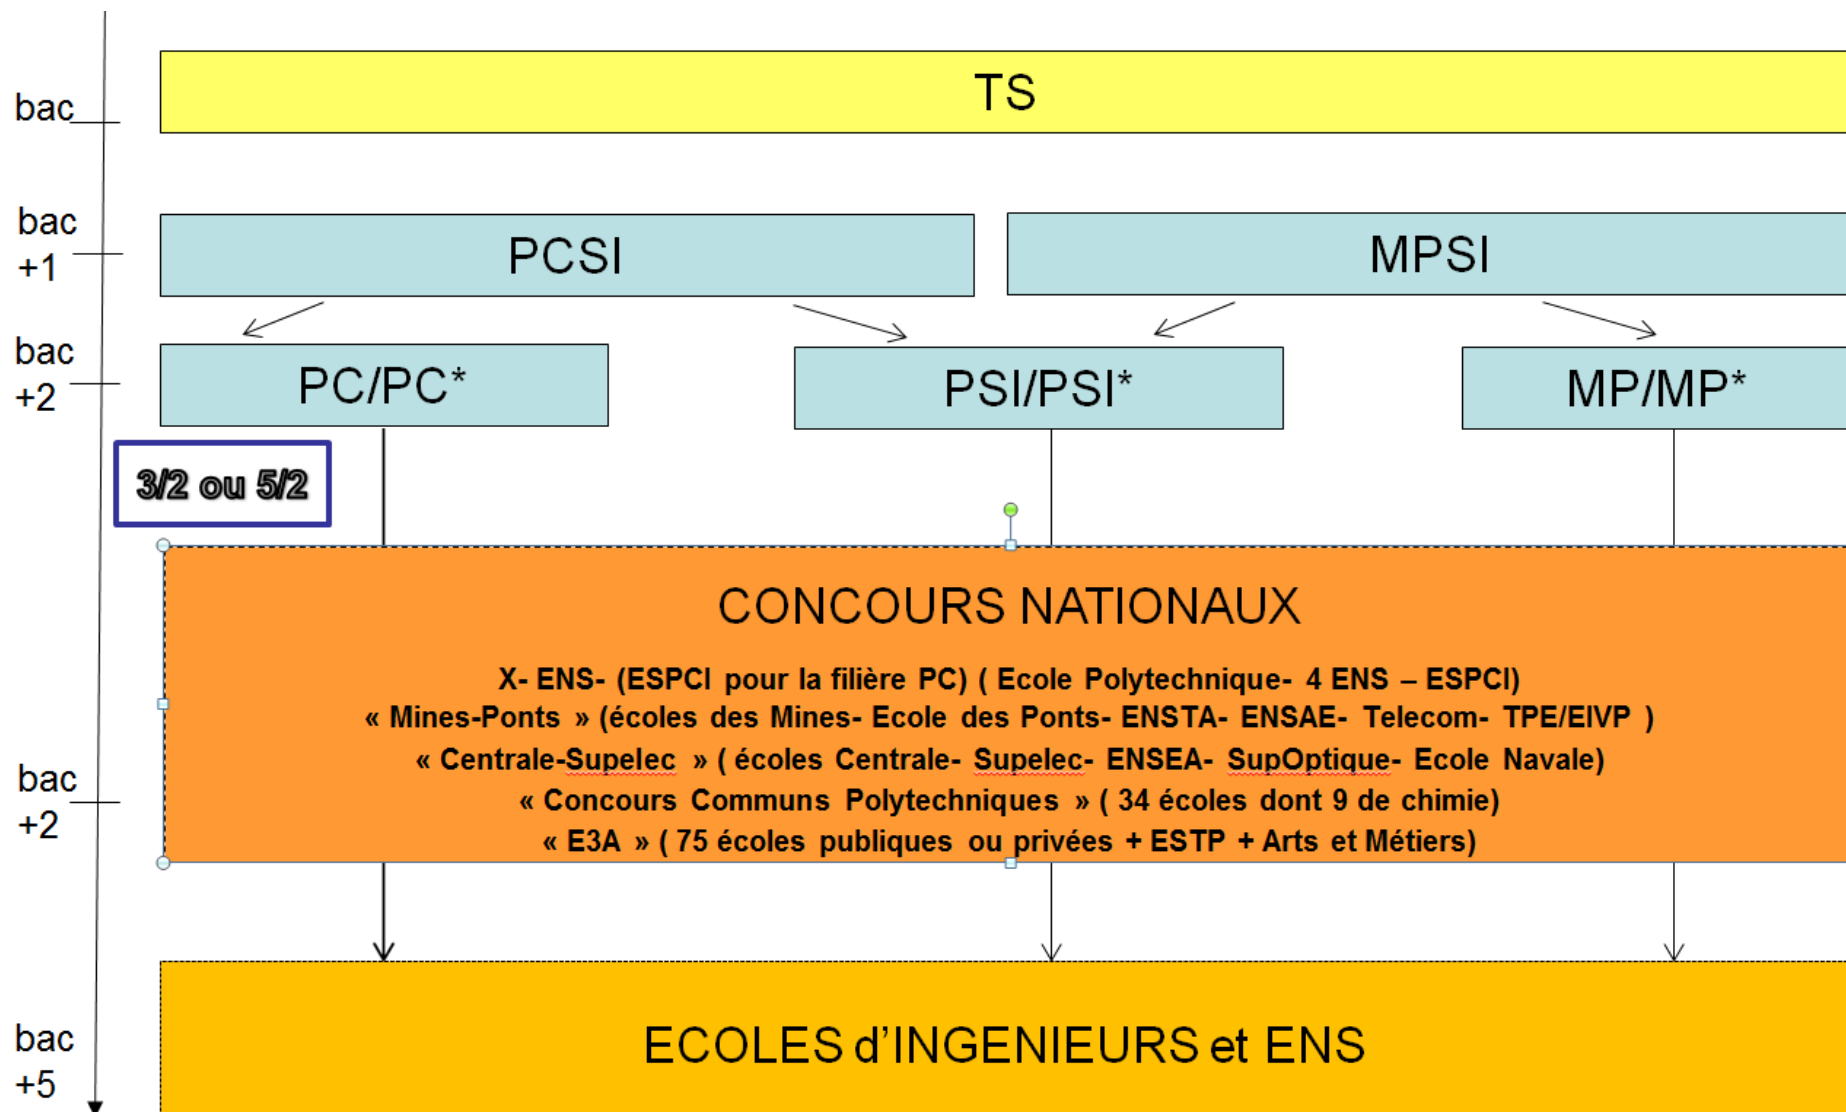 TS
bac
bac
+1
PCSI
MPSI
bac
+2
PC/PC*
PSI/PSI*
MP/MP*
3/2 ou 5/2
CONCOURS NATIONAUX
X- ENS- (ESPCI pour la filière PC) ( Ecole Polytechnique- 4 ENS – ESPCI)
« Mines-Ponts » (écoles des Mines- Ecole des Ponts- ENSTA- ENSAE- Telecom- TPE/EIVP )
« Centrale-Supelec » ( écoles Centrale- Supelec- ENSEA- SupOptique- Ecole Navale)
« Concours Communs Polytechniques » ( 34 écoles dont 9 de chimie)
« E3A » ( 75 écoles publiques ou privées + ESTP + Arts et Métiers)
bac
+2
ECOLES d’INGENIEURS et ENS
bac
+5